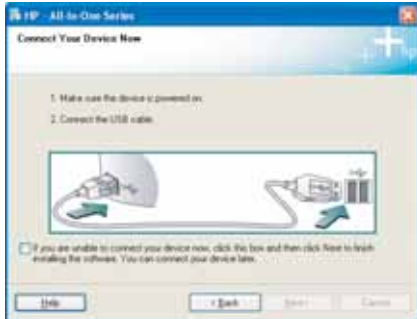 HP - All-in-One Series
Connect Your Device Now
1. Make sure the device is powered on.
2. Connect the USB cable.
If you are unable to connect your device now, click this box and then click Next to finish
installing the software. You can connect your device later.
Help
< Back
Next >
Cancel